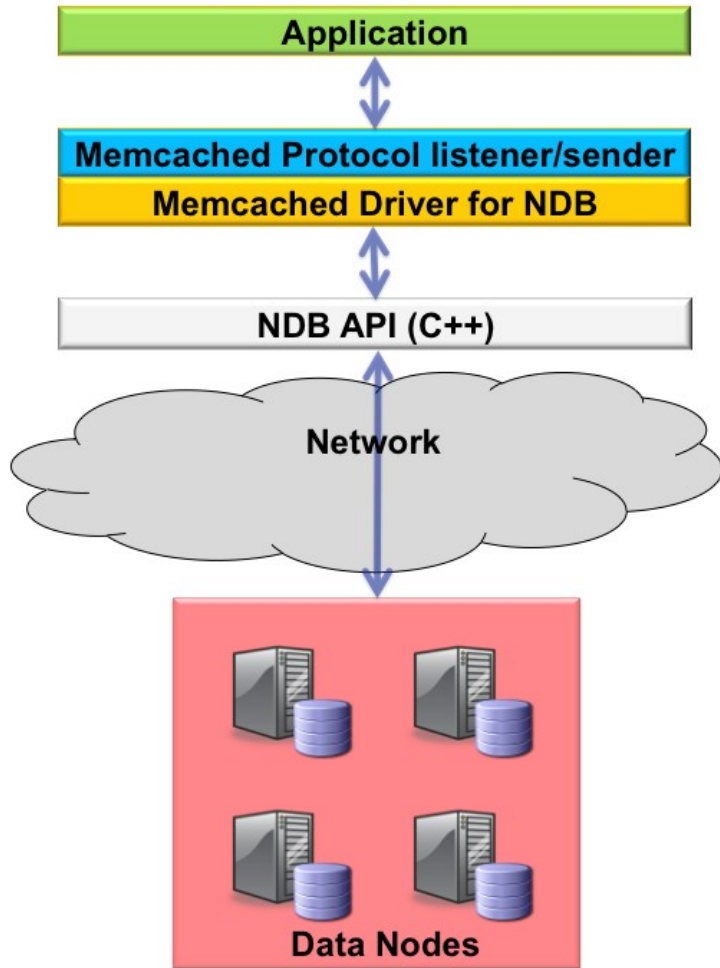 Application
Memcached Protocol listener/sender
Memcached Driver for NDB
NDB API (C++)
Network
Data Nodes